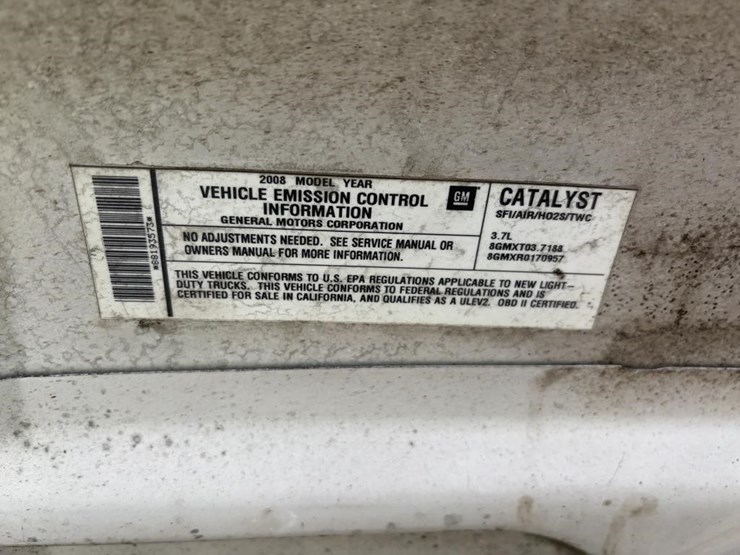 *88193573*
2008 MODEL YEAR
VEHICLE EMISSION CONTROL
INFORMATION
GENERAL MOTORS CORPORATION
GM
NO ADJUSTMENTS NEEDED. SEE SERVICE MANUAL OR
OWNERS MANUAL FOR MORE INFORMATION.
CATALYST
SFI/AIR/HO2S/TWC
3.7L
8GMXT03.7188
8GMXR0170957
THIS VEHICLE CONFORMS TO U.S. EPA REGULATIONS APPLICABLE TO NEW LIGHT-
DUTY TRUCKS. THIS VEHICLE CONFORMS TO FEDERAL REGULATIONS AND IS
CERTIFIED FOR SALE IN CALIFORNIA, AND QUALIFIES AS A ULEV2. OBD II CERTIFIED.